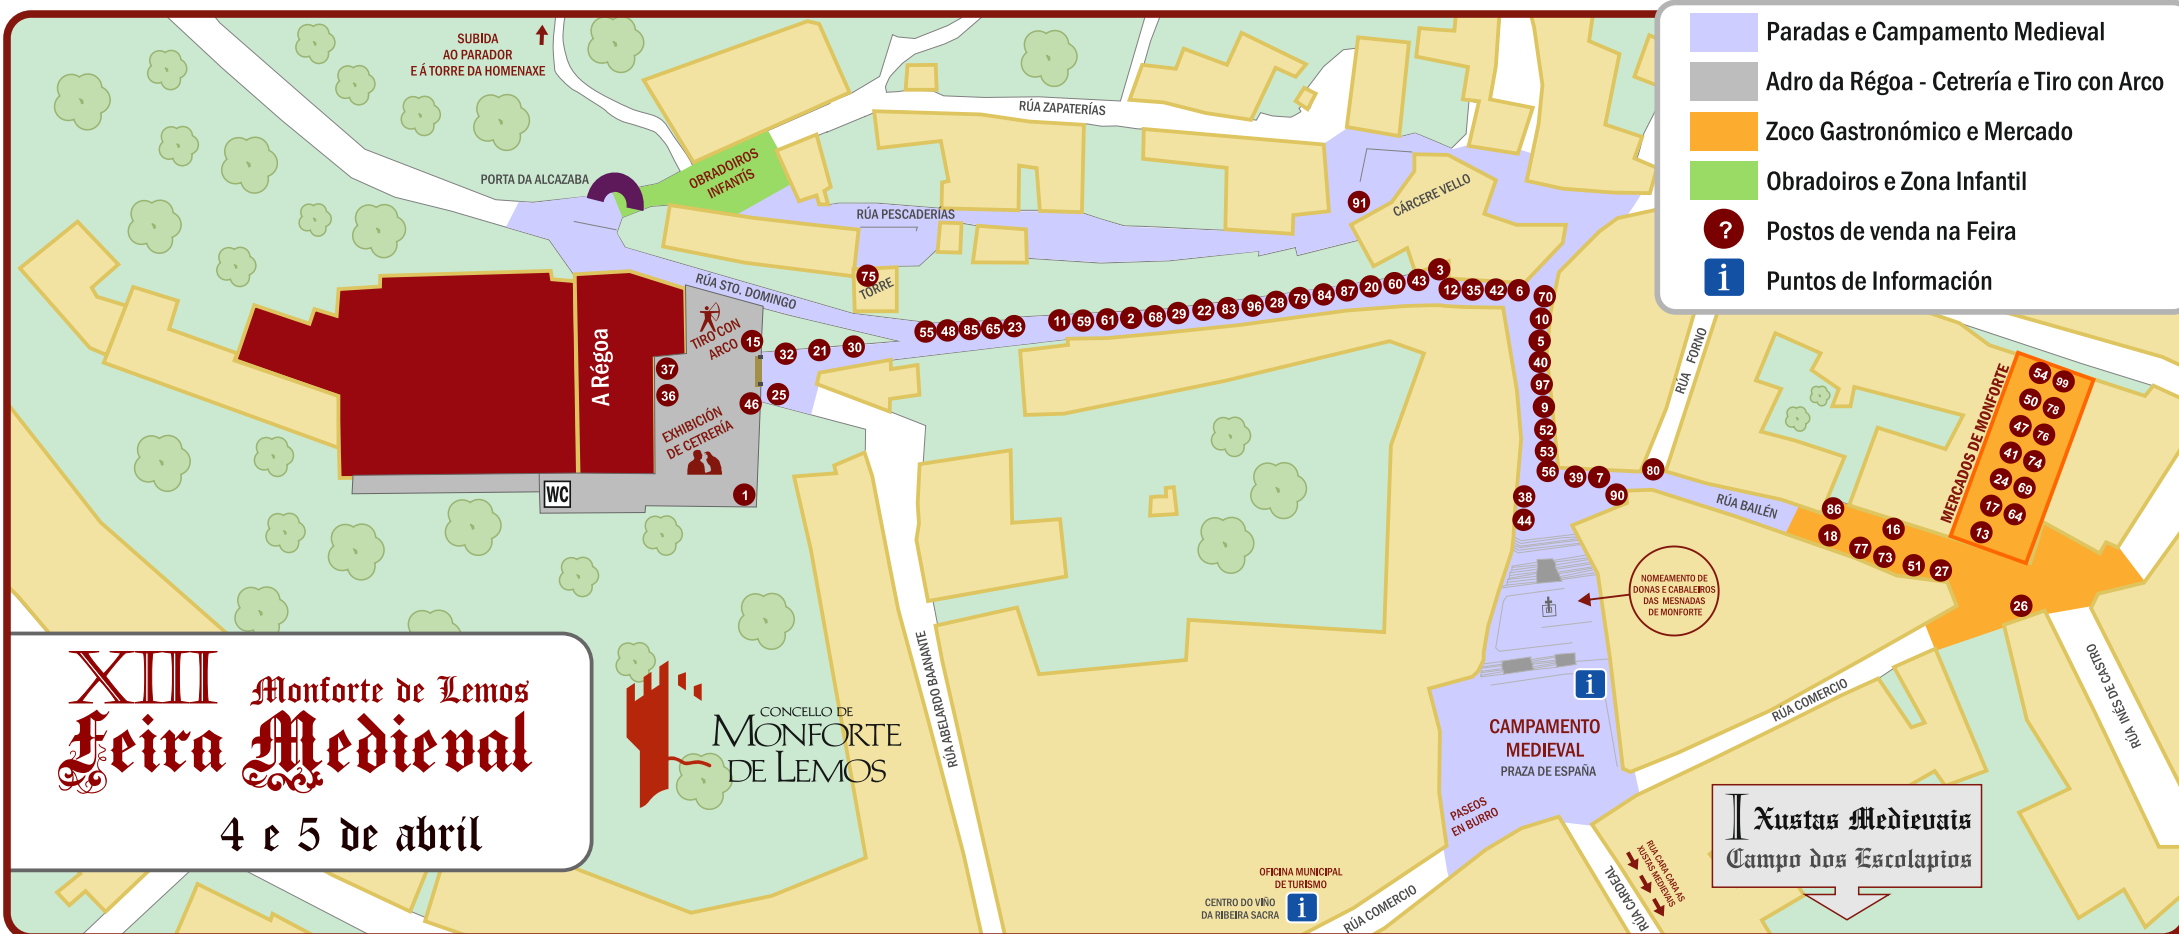 SUBIDA
AO PARADOR
E Á TORRE DA HOMENAXE
PORTA DA ALCAZABA
OBRADOIROS
INFANTÍS
RÚA ZAPATERÍAS
RÚA PESCADERÍAS
CÁRCERE VELLO
91
75
TORRE
RÚA STO. DOMINGO
A Régoa
TIRO CON
ARCO
15
37
36
46
EXHIBICIÓN
DE CETRERÍA
WC
1
32
21
30
25
55
48
85
65
23
11
59
61
2
68
29
22
83
96
28
79
84
87
20
60
43
3
12
35
42
6
70
10
5
40
97
9
52
53
56
39
7
90
80
38
44
RÚA FORNO
RÚA BAILÉN
MERCADOS DE MONFORTE
54
99
50
78
47
76
41
74
24
69
17
64
13
86
18
16
77
73
51
27
26
NOMEAMENTO DE
DONAS E CABALEIROS
DAS MESNADAS
DE MONFORTE
i
CAMPAMENTO
MEDIEVAL
PRAZA DE ESPAÑA
PASEOS
EN BURRO
RÚA COMERCIO
RÚA INÉS DE CASTRO
RÚA ABELARDO BAANANTE
OFICINA MUNICIPAL
DE TURISMO
CENTRO DO VIÑO
DA RIBEIRA SACRA
i
RÚA COMERCIO
RÚA CARDEAL
RÚA CARA CARA AS
XUSTAS MEDIEVAIS
I Xustas Medievais
Campo dos Escolapios
Paradas e Campamento Medieval
Adro da Régoa - Cetrería e Tiro con Arco
Zoco Gastronómico e Mercado
Obradoiros e Zona Infantil
? Postos de venda na Feira
i Puntos de Información
XIII Monforte de Lemos
Feira Medieval
4 e 5 de abril
CONCELLO DE
MONFORTE
DE LEMOS